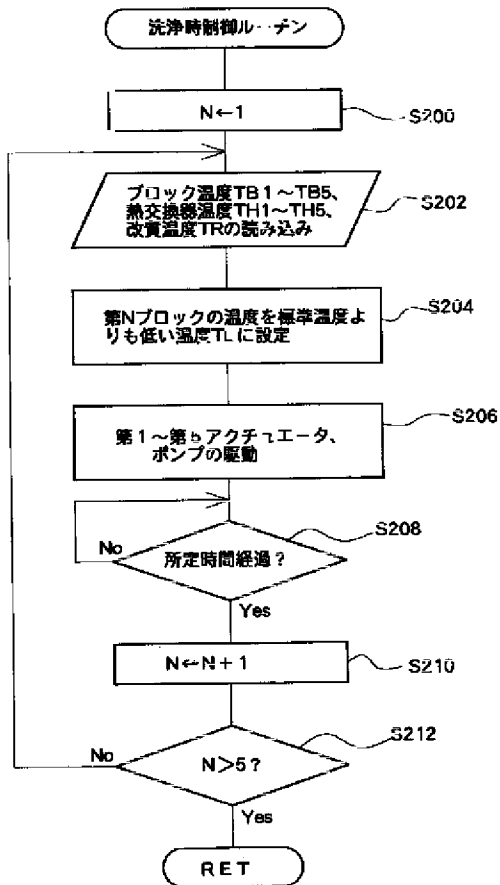 洗浄時制御ルーチン
N←1
S200
ブロック温度TB1～TB5、
熱交換器温度TH1～TH5、
改質温度TRの読み込み
S202
第Nブロックの温度を標準温度よ
りも低い温度TLに設定
S204
第1～第5アクチュエータ、
ポンプの駆動
S206
所定時間経過?
S208
No
Yes
N←N+1
S210
N>5?
S212
No
Yes
RET